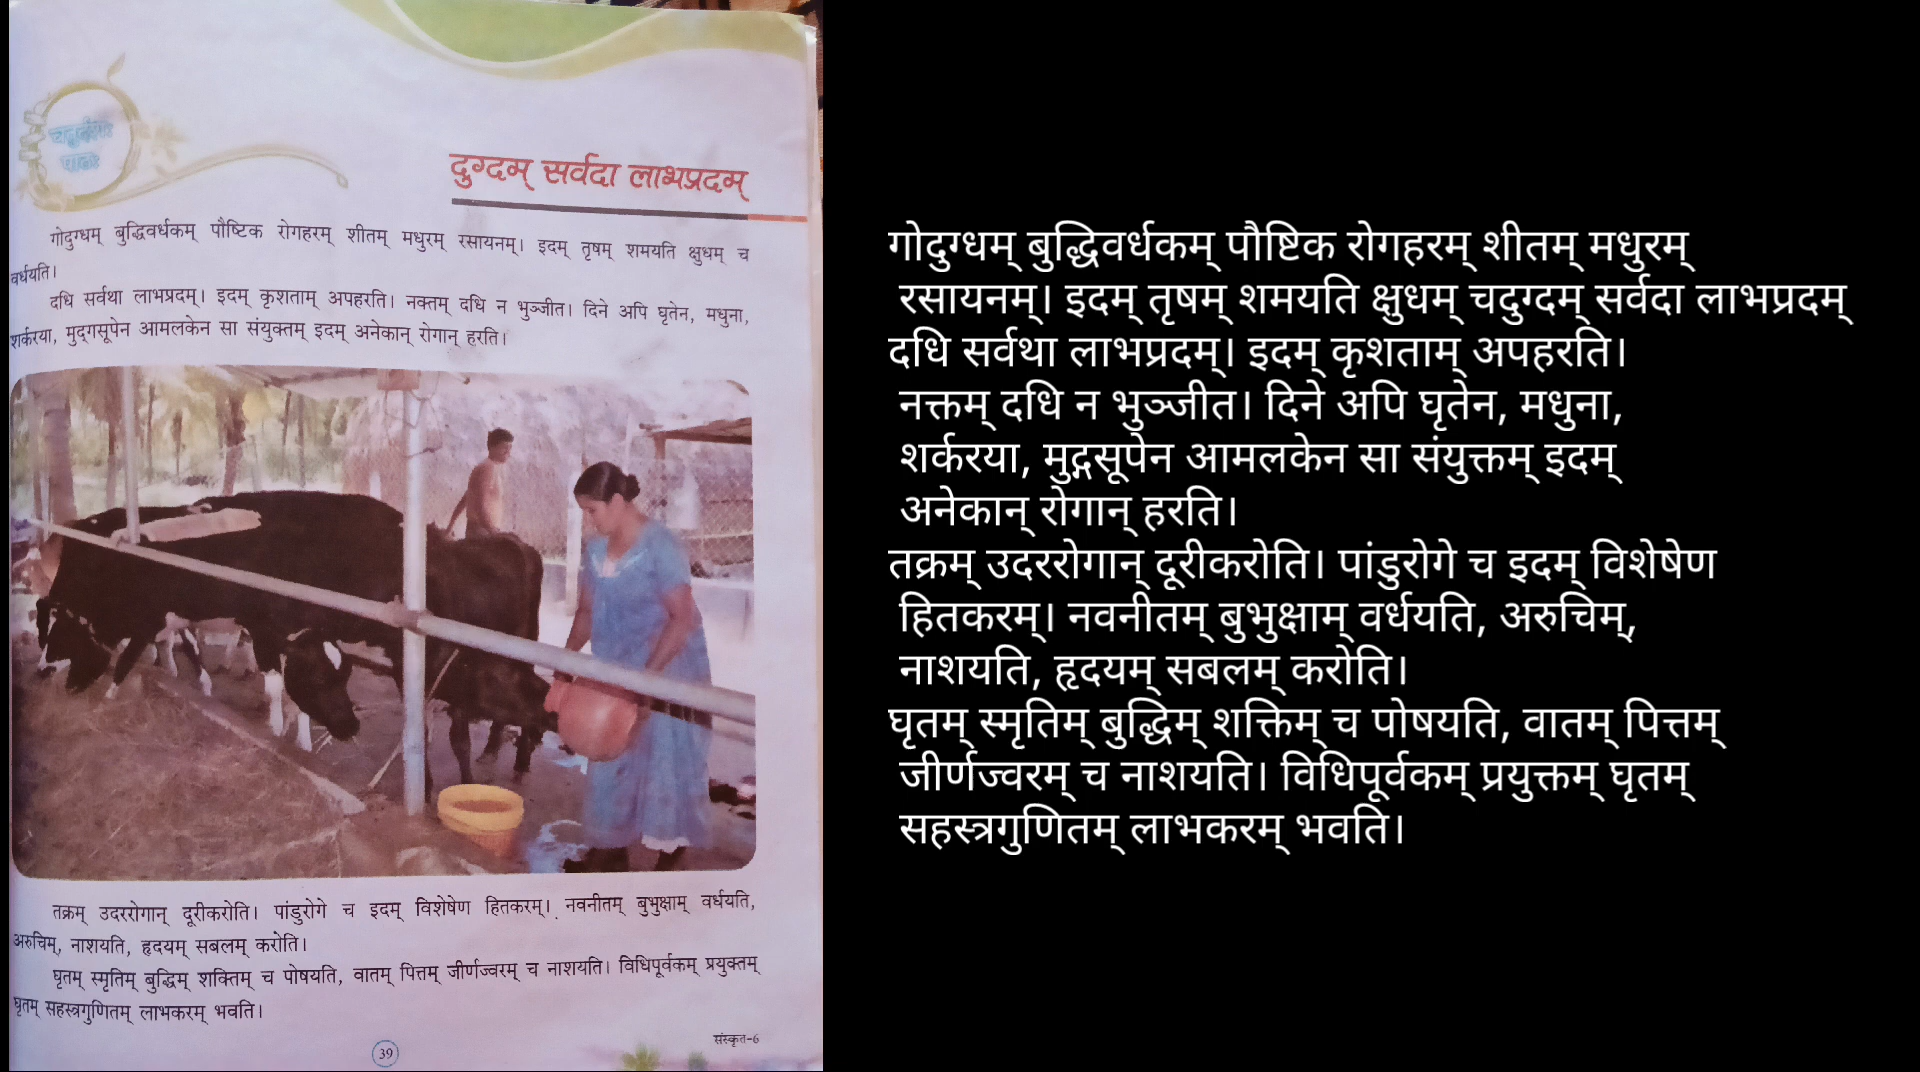 चतुर्दशः
पाठः
दुग्दम् सर्वदा लाभप्रदम्
गोदुग्धम् बुद्धिवर्धकम् पौष्टिक रोगहरम् शीतम् मधुरम् रसायनम्। इदम् तृषम् शमयति क्षुधम् च
वर्धयति।
दधि सर्वथा लाभप्रदम्। इदम् कृशताम् अपहरति। नक्तम् दधि न भुञ्जीत। दिने अपि घृतेन, मधुना,
शर्करया, मुद्‌गसूपेन आमलकेन सा संयुक्तम् इदम् अनेकान् रोगान् हरति।
तक्रम् उदररोगान् दूरीकरोति। पांडुरोगे च इदम् विशेषेण हितकरम्। नवनीतम् बुभुक्षाम् वर्धयति,
अरुचिम्, नाशयति, हृदयम् सबलम् करोति।
घृतम् स्मृतिम् बुद्धिम् शक्तिम् च पोषयति, वातम् पित्तम् जीर्णज्वरम् च नाशयति। विधिपूर्वकम् प्रयुक्तम्
घृतम् सहस्त्रगुणितम् लाभकरम् भवति।
संस्कृत-6
39
गोदुग्धम् बुद्धिवर्धकम् पौष्टिक रोगहरम् शीतम् मधुरम्
रसायनम्। इदम् तृषम् शमयति क्षुधम् चदुग्दम् सर्वदा लाभप्रदम्
दधि सर्वथा लाभप्रदम्। इदम् कृशताम् अपहरति।
नक्तम् दधि न भुञ्जीत। दिने अपि घृतेन, मधुना,
शर्करया, मुद्गसूपेन आमलकेन सा संयुक्तम् इदम्
अनेकान् रोगान् हरति।
तक्रम् उदररोगान् दूरीकरोति। पांडुरोगे च इदम् विशेषेण
हितकरम्। नवनीतम् बुभुक्षाम् वर्धयति, अरुचिम्,
नाशयति, हृदयम् सबलम् करोति।
घृतम् स्मृतिम् बुद्धिम् शक्तिम् च पोषयति, वातम् पित्तम्
जीर्णज्वरम् च नाशयति। विधिपूर्वकम् प्रयुक्तम् घृतम्
सहस्त्रगुणितम् लाभकरम् भवति।